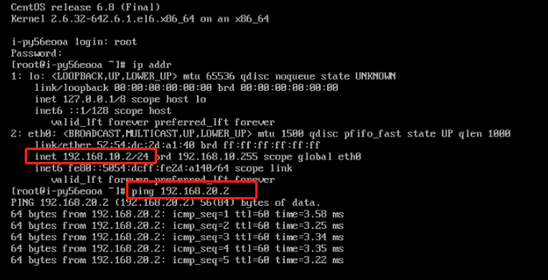 CentOS release 6.8 (Final)
Kernel 2.6.32-642.6.1.el6.x86_64 on an x86_64
i-py56eooa login: root
Password:
[root@i-py56eooa ~]# ip addr
1: lo: <LOOPBACK,UP,LOWER_UP> mtu 65536 qdisc noqueue state UNKNOWN
link/loopback 00:00:00:00:00:00 brd 00:00:00:00:00:00
inet 127.0.0.1/8 scope host lo
inet6 ::1/128 scope host
valid_lft forever preferred_lft forever
2: eth0: <BROADCAST,MULTICAST,UP,LOWER_UP> mtu 1500 qdisc pfifo_fast state UP qlen 1000
link/ether 52:54:dc:2d:a1:40 brd ff:ff:ff:ff:ff:ff
inet 192.168.10.2/24 brd 192.168.10.255 scope global eth0
inet6 fe80::5054:dcff:fe2d:a140/64 scope link
valid_lft forever preferred_lft forever
[root@i-py56eooa ~]# ping 192.168.20.2
PING 192.168.20.2 (192.168.20.2) 56(84) bytes of data.
64 bytes from 192.168.20.2: icmp_seq=1 ttl=60 time=3.58 ms
64 bytes from 192.168.20.2: icmp_seq=2 ttl=60 time=3.25 ms
64 bytes from 192.168.20.2: icmp_seq=3 ttl=60 time=3.34 ms
64 bytes from 192.168.20.2: icmp_seq=4 ttl=60 time=3.35 ms
64 bytes from 192.168.20.2: icmp_seq=5 ttl=60 time=3.22 ms